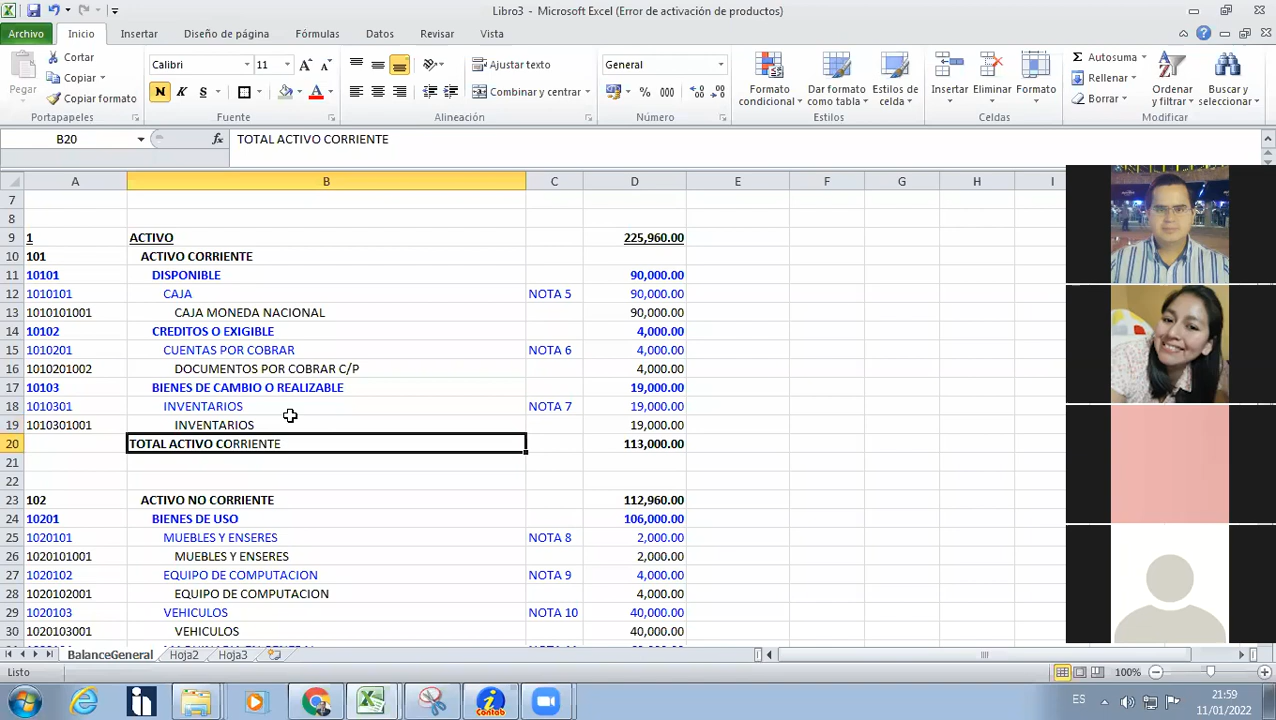 Libro3 - Microsoft Excel (Error de activación de productos)
Archivo Inicio Insertar Diseño de página Fórmulas Datos Revisar Vista
Pegar
Cortar
Copiar
Copiar formato
Portapapeles
Calibri 11
N K S
Fuente
Ajustar texto
Combinar y centrar
Alineación
General
% 000
Número
Formato condicional
Dar formato como tabla
Estilos de celda
Estilos
Insertar Eliminar Formato
Celdas
Autosuma
Rellenar
Borrar
Ordenar y filtrar
Buscar y seleccionar
Modificar
B20 fx TOTAL ACTIVO CORRIENTE
A B C D E F G H I
7
8
9 1 ACTIVO 225,960.00
10 101 ACTIVO CORRIENTE
11 10101 DISPONIBLE 90,000.00
12 1010101 CAJA NOTA 5 90,000.00
13 1010101001 CAJA MONEDA NACIONAL 90,000.00
14 10102 CREDITOS O EXIGIBLE 4,000.00
15 1010201 CUENTAS POR COBRAR NOTA 6 4,000.00
16 1010201002 DOCUMENTOS POR COBRAR C/P 4,000.00
17 10103 BIENES DE CAMBIO O REALIZABLE 19,000.00
18 1010301 INVENTARIOS NOTA 7 19,000.00
19 1010301001 INVENTARIOS 19,000.00
20 TOTAL ACTIVO CORRIENTE 113,000.00
21
22
23 102 ACTIVO NO CORRIENTE 112,960.00
24 10201 BIENES DE USO 106,000.00
25 1020101 MUEBLES Y ENSERES NOTA 8 2,000.00
26 1020101001 MUEBLES Y ENSERES 2,000.00
27 1020102 EQUIPO DE COMPUTACION NOTA 9 4,000.00
28 1020102001 EQUIPO DE COMPUTACION 4,000.00
29 1020103 VEHICULOS NOTA 10 40,000.00
30 1020103001 VEHICULOS 40,000.00
BalanceGeneral Hoja2 Hoja3
Listo 100%
Contab
ES 21:59
11/01/2022